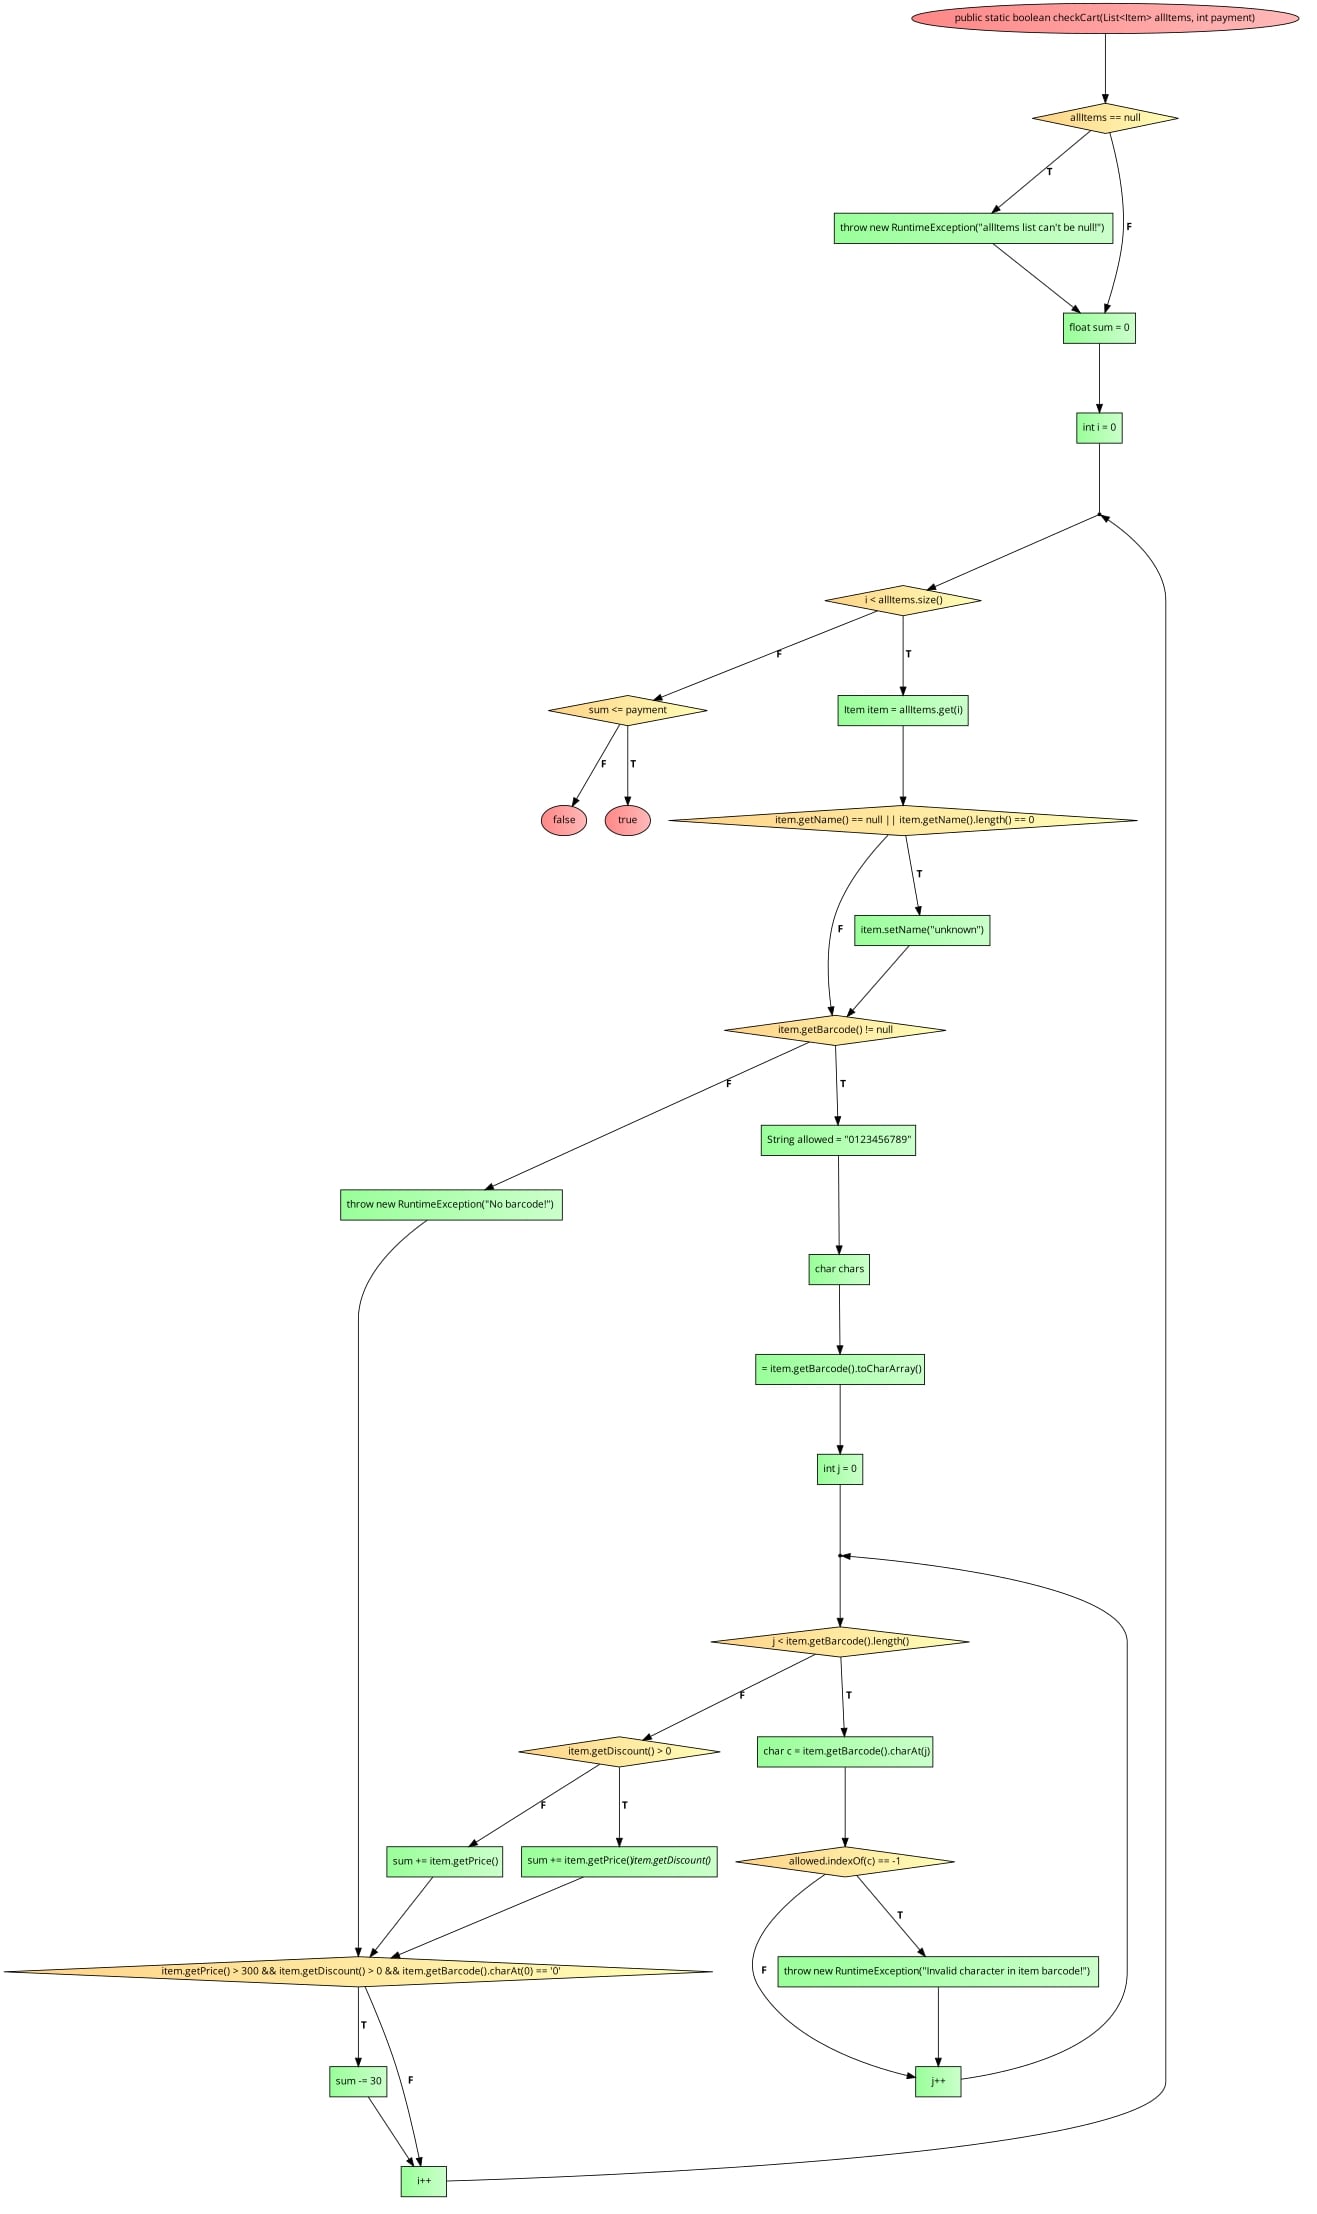 public static boolean checkCart(List<Item> allItems, int payment)
allItems == null
T
F
throw new RuntimeException("allItems list can't be null!")
float sum = 0
int i = 0
i < allItems.size()
F
T
sum <= payment
Item item = allItems.get(i)
F
T
false
true
item.getName() == null || item.getName().length() == 0
T
F
item.setName("unknown")
item.getBarcode() != null
F
T
String allowed = "0123456789"
throw new RuntimeException("No barcode!")
char chars
= item.getBarcode().toCharArray()
int j = 0
j < item.getBarcode().length()
F
T
item.getDiscount() > 0
char c = item.getBarcode().charAt(j)
F
T
sum += item.getPrice()
sum += item.getPrice()item.getDiscount()
allowed.indexOf(c) == -1
T
F
item.getPrice() > 300 && item.getDiscount() > 0 && item.getBarcode().charAt(0) == '0'
throw new RuntimeException("Invalid character in item barcode!")
T
F
sum -= 30
j++
i++